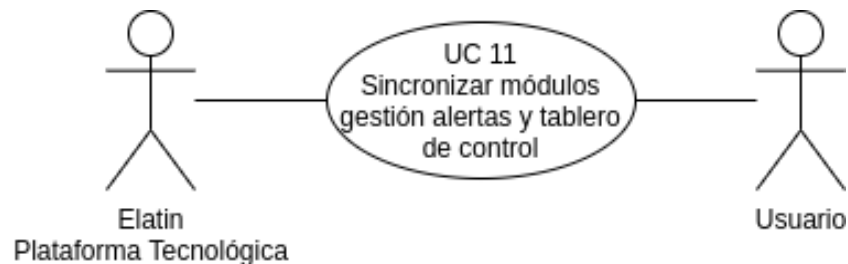 UC 11
Sincronizar módulos
gestión alertas y tablero
de control
Elatin
Plataforma Tecnológica
Usuario